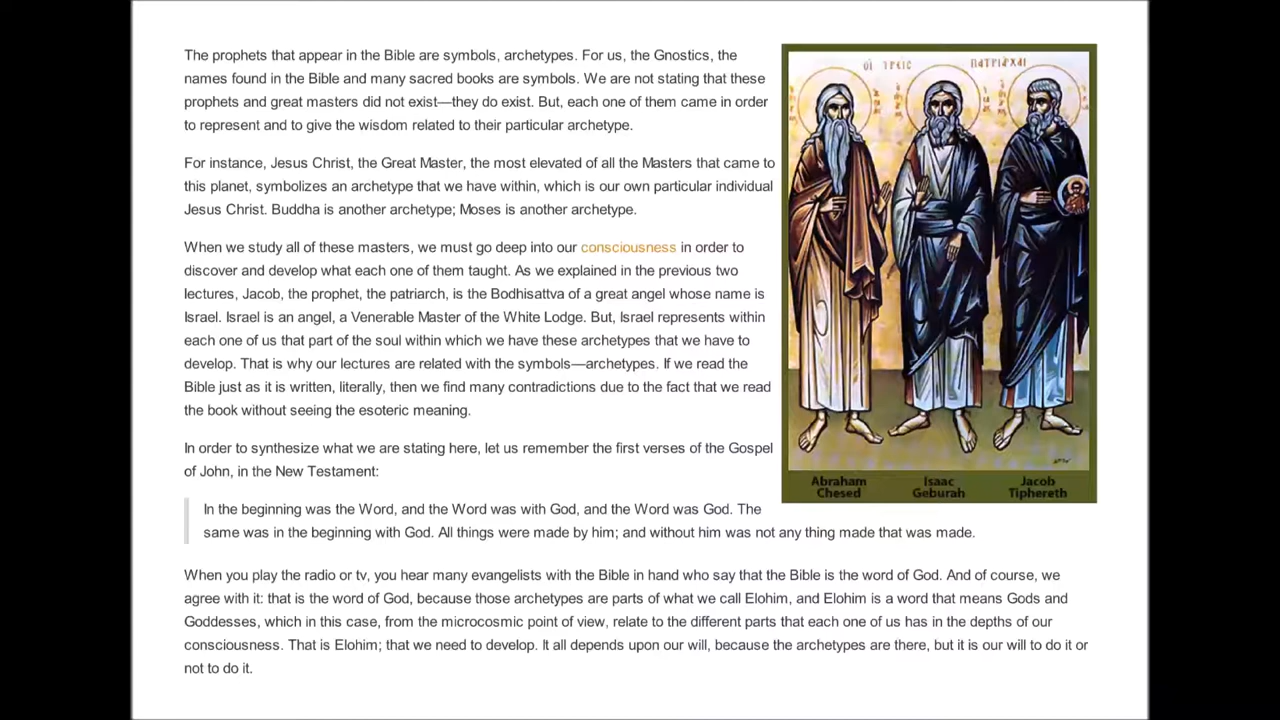 The prophets that appear in the Bible are symbols, archetypes. For us, the Gnostics, the
names found in the Bible and many sacred books are symbols. We are not stating that these
prophets and great masters did not exist—they do exist. But, each one of them came in order
to represent and to give the wisdom related to their particular archetype.
For instance, Jesus Christ, the Great Master, the most elevated of all the Masters that came to
this planet, symbolizes an archetype that we have within, which is our own particular individual
Jesus Christ. Buddha is another archetype; Moses is another archetype.
When we study all of these masters, we must go deep into our consciousness in order to
discover and develop what each one of them taught. As we explained in the previous two
lectures, Jacob, the prophet, the patriarch, is the Bodhisattva of a great angel whose name is
Israel. Israel is an angel, a Venerable Master of the White Lodge. But, Israel represents within
each one of us that part of the soul within which we have these archetypes that we have to
develop. That is why our lectures are related with the symbols—archetypes. If we read the
Bible just as it is written, literally, then we find many contradictions due to the fact that we read
the book without seeing the esoteric meaning.
In order to synthesize what we are stating here, let us remember the first verses of the Gospel
of John, in the New Testament:
In the beginning was the Word, and the Word was with God, and the Word was God. The
same was in the beginning with God. All things were made by him; and without him was not any thing made that was made.
When you play the radio or tv, you hear many evangelists with the Bible in hand who say that the Bible is the word of God. And of course, we
agree with it: that is the word of God, because those archetypes are parts of what we call Elohim, and Elohim is a word that means Gods and
Goddesses, which in this case, from the microcosmic point of view, relate to the different parts that each one of us has in the depths of our
consciousness. That is Elohim; that we need to develop. It all depends upon our will, because the archetypes are there, but it is our will to do it or
not to do it.
ΟἹ ΤΡΕΙϹ ΠΑΤΡΙΆΡΧΑΙ
Abraham
Chesed
Isaac
Geburah
Jacob
Tiphereth